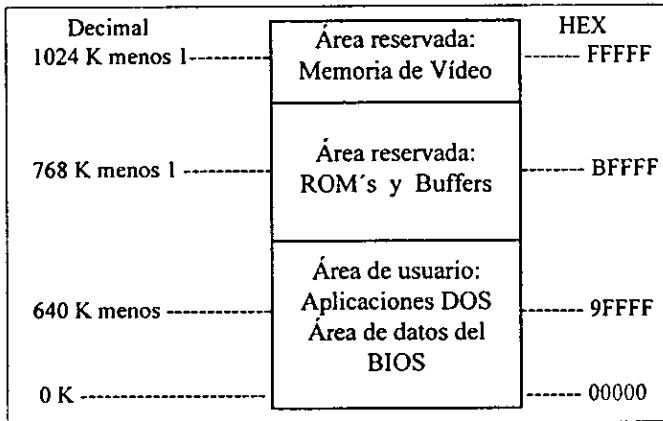 Decimal
HEX
Área reservada:
Memoria de Vídeo
1024 K menos 1
FFFFF
Área reservada:
ROM´s y Buffers
768 K menos 1
BFFFF
Área de usuario:
Aplicaciones DOS
Área de datos del
BIOS
640 K menos
9FFFF
0 K
00000